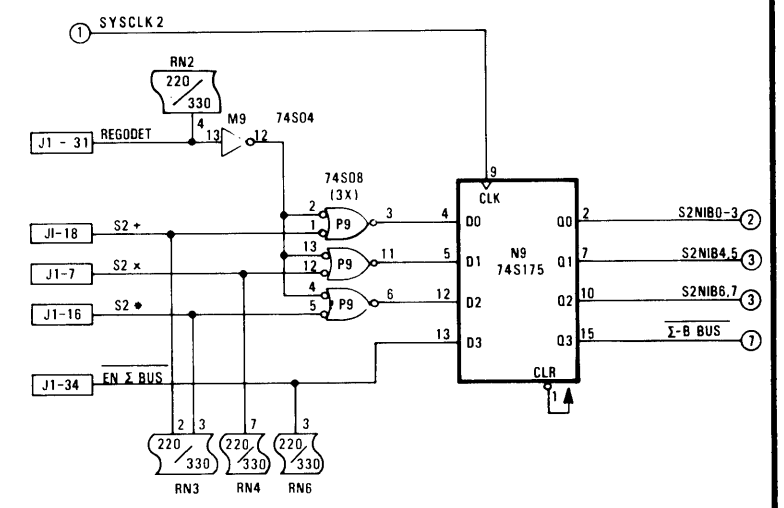 1 SYSCLK2
RN2
220
330
4
J1 - 31 REGODET 13 M9 12 74S04
74S08
(3X)
9
CLK
J1-18 S2 + 2 1 P9 3 4 D0 Q0 2 S2NIB0-3 2
J1-7 S2 x 13 12 P9 11 5 D1 N9 Q1 7 S2NIB4,5 3
74S175
J1-16 S2 * 4 5 P9 6 12 D2 Q2 10 S2NIB6,7 3
13 D3 Q3 15 Σ-B BUS 7
J1-34 EN Σ BUS
CLR
1
2 3 7 3
220 220 220
330 330 330
RN3 RN4 RN6